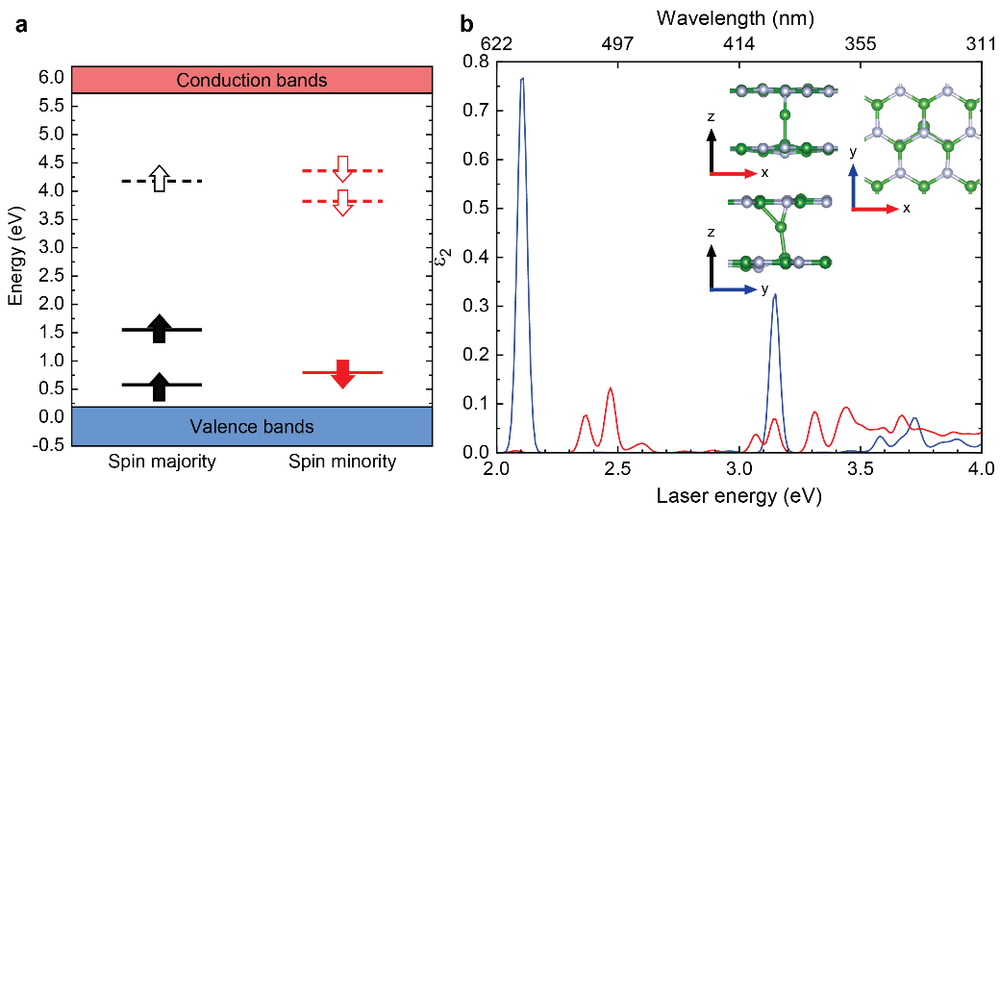 a
Conduction bands
6.0
5.5
5.0
4.5
4.0
3.5
3.0
2.5
2.0
1.5
1.0
0.5
0.0
-0.5
Energy (eV)
Valence bands
Spin majority
Spin minority
b
Wavelength (nm)
622 497 414 355 311
0.8
0.7
0.6
0.5
0.4
0.3
0.2
0.1
0.0
ε2
z
x
y
x
z
y
2.0 2.5 3.0 3.5 4.0
Laser energy (eV)